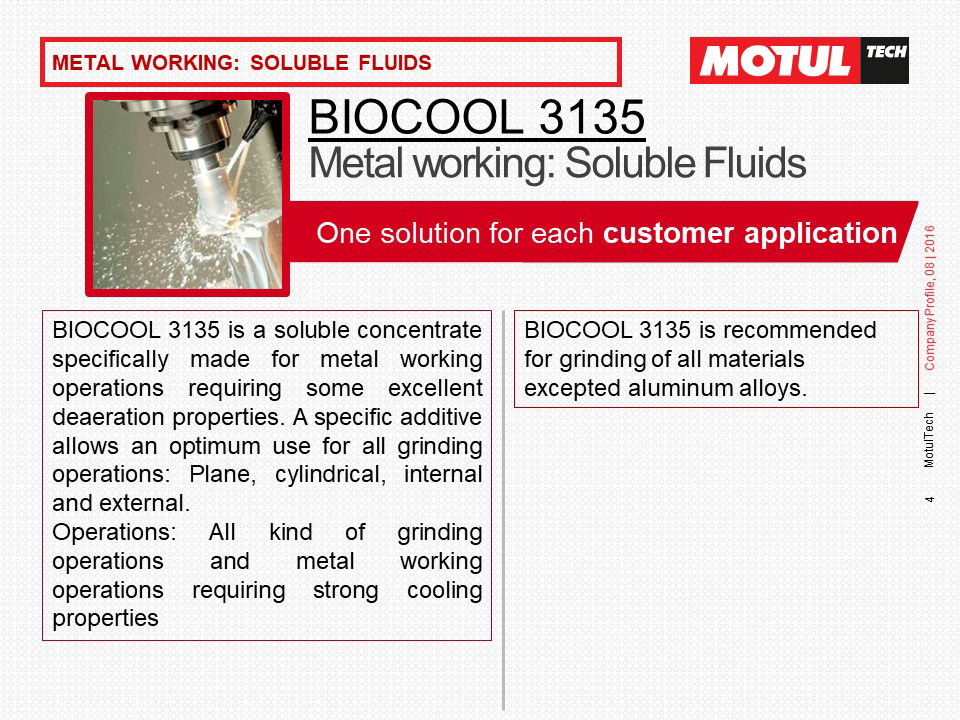 METAL WORKING: SOLUBLE FLUIDS
MOTUL TECH
BIOCOOL 3135
Metal working: Soluble Fluids
One solution for each customer application
BIOCOOL 3135 is a soluble concentrate
specifically made for metal working
operations requiring some excellent
deaeration properties. A specific additive
allows an optimum use for all grinding
operations: Plane, cylindrical, internal
and external.
Operations: All kind of grinding
operations and metal working
operations requiring strong cooling
properties
BIOCOOL 3135 is recommended
for grinding of all materials
excepted aluminum alloys.
4 MotulTech | Company Profile, 08 | 2016